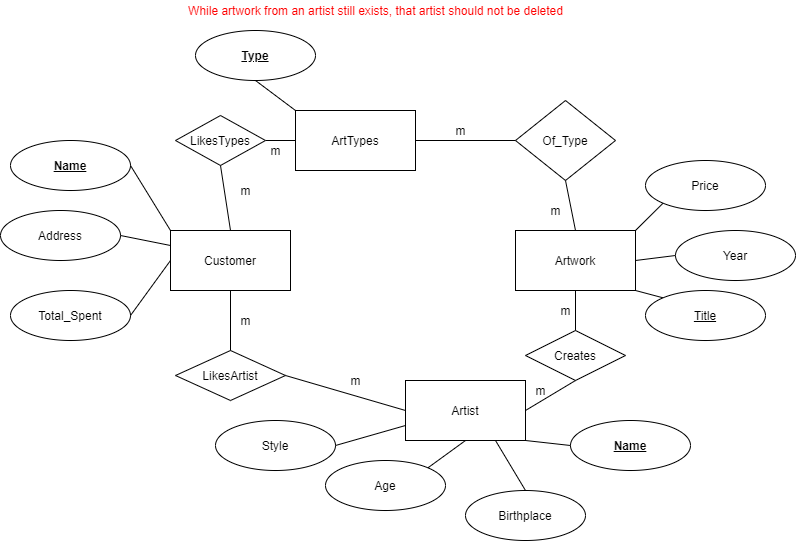 While artwork from an artist still exists, that artist should not be deleted
Type
LikesTypes
m
ArtTypes
m
Of_Type
Name
m
m
Price
Address
Customer
Artwork
Year
Total_Spent
m
m
Title
LikesArtist
m
Creates
m
Artist
Style
Name
Age
Birthplace